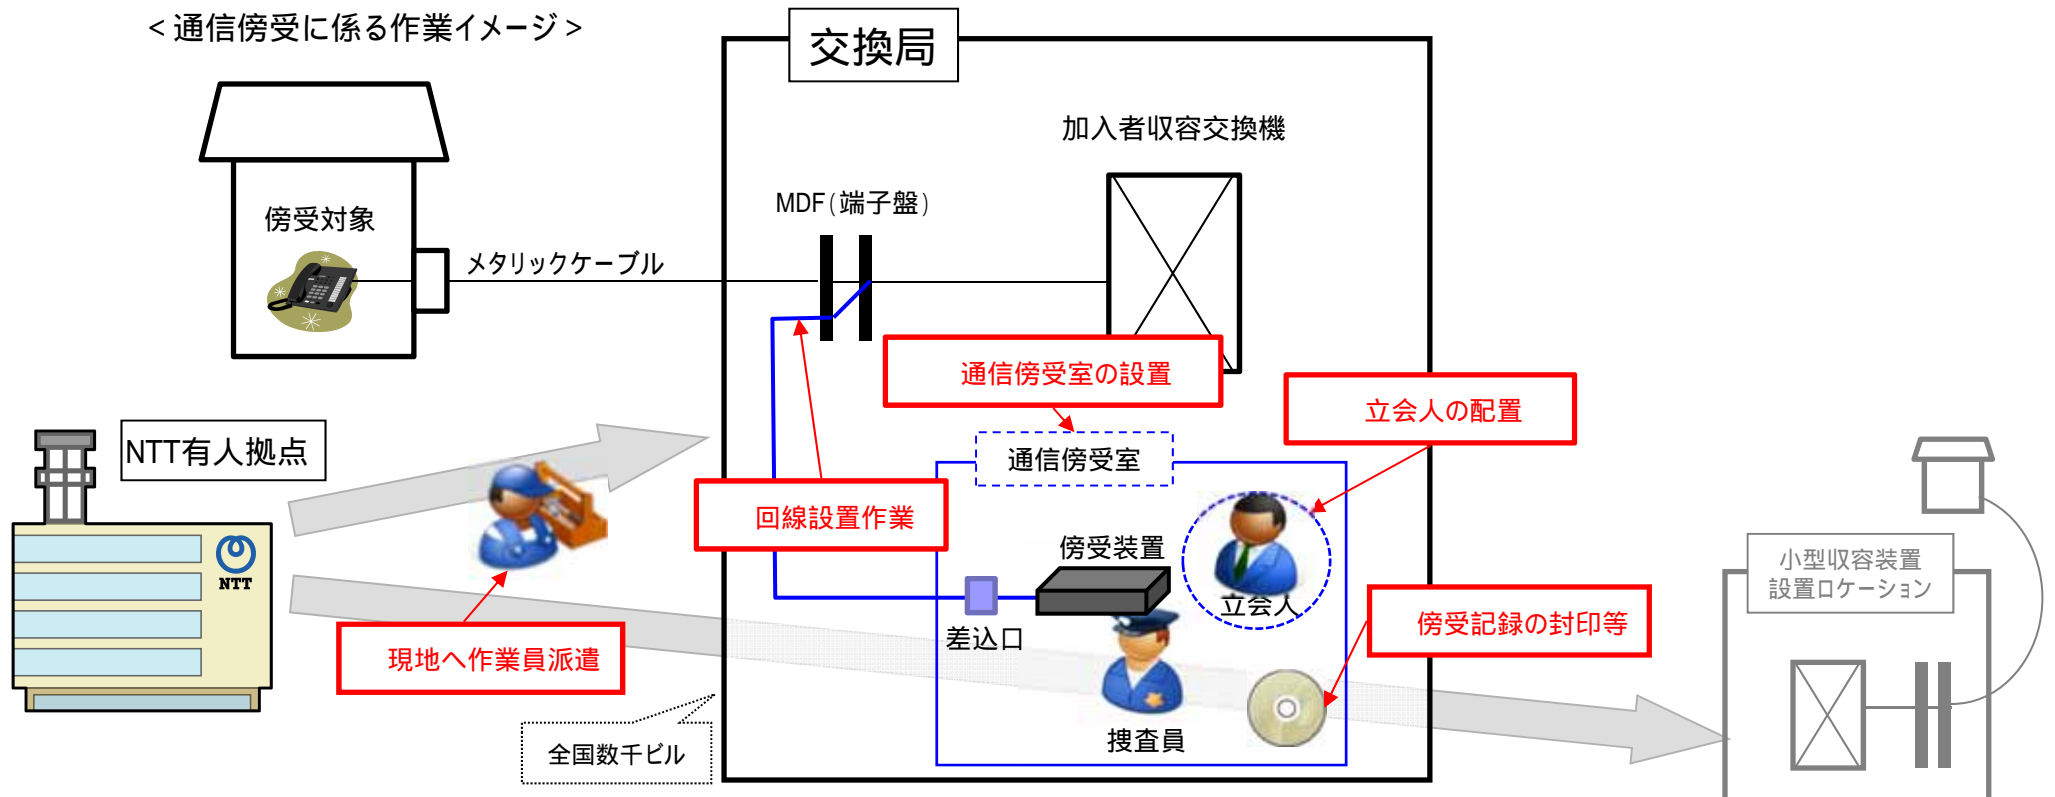 <通信傍受に係る作業イメージ>
交換局
加入者収容交換機
MDF(端子盤)
傍受対象
メタリックケーブル
通信傍受室の設置
立会人の配置
NTT有人拠点
通信傍受室
回線設置作業
傍受装置
小型収容装置
設置ロケーション
NTT
立会人
傍受記録の封印等
差込口
現地へ作業員派遣
捜査員
全国数千ビル